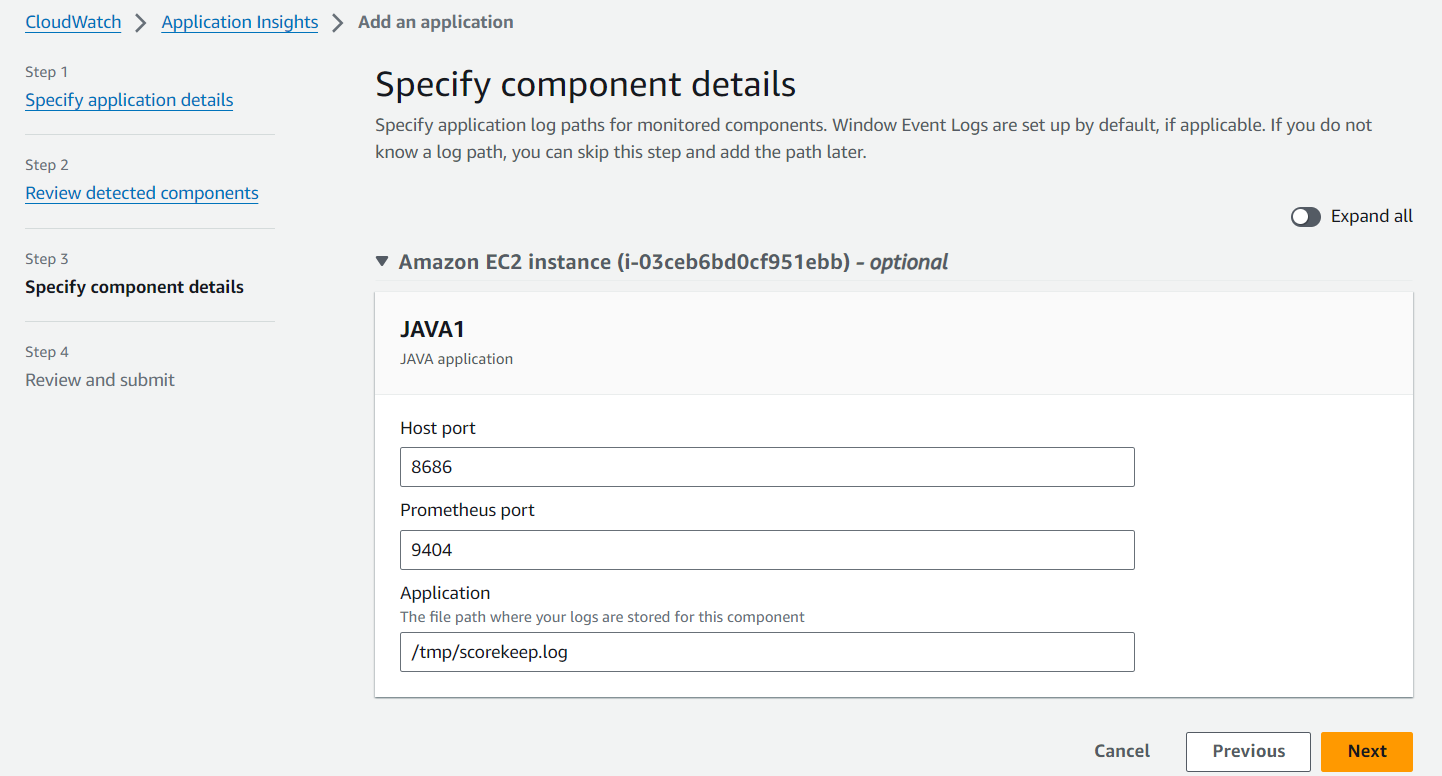 CloudWatch > Application Insights > Add an application
Step 1
Specify application details
Step 2
Review detected components
Step 3
Specify component details
Step 4
Review and submit
Specify component details
Specify application log paths for monitored components. Window Event Logs are set up by default, if applicable. If you do not
know a log path, you can skip this step and add the path later.
Expand all
Amazon EC2 instance (i-03ceb6bd0cf951ebb) – optional
JAVA1
JAVA application
Host port
8686
Prometheus port
9404
Application
The file path where your logs are stored for this component
/tmp/scorekeep.log
Cancel Previous Next